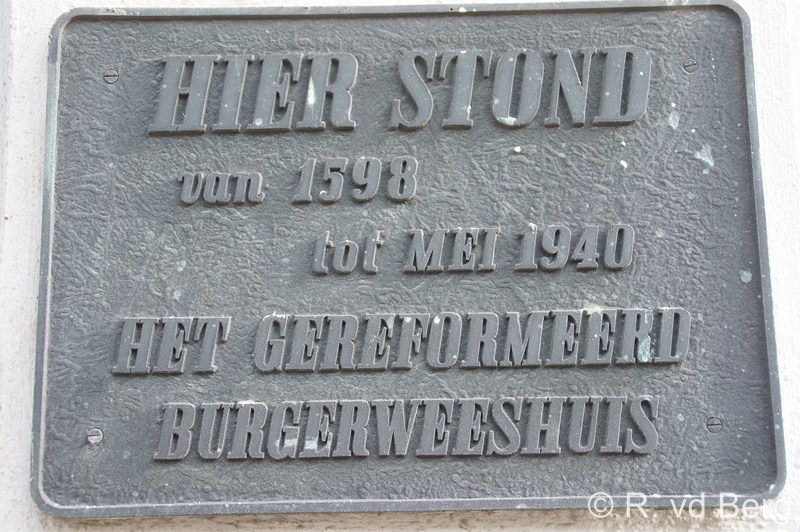 HIER STOND
van 1598
tot MEI 1940
HET GEREFORMEERD
BURGERWEESHUIS
© R. vd Berg